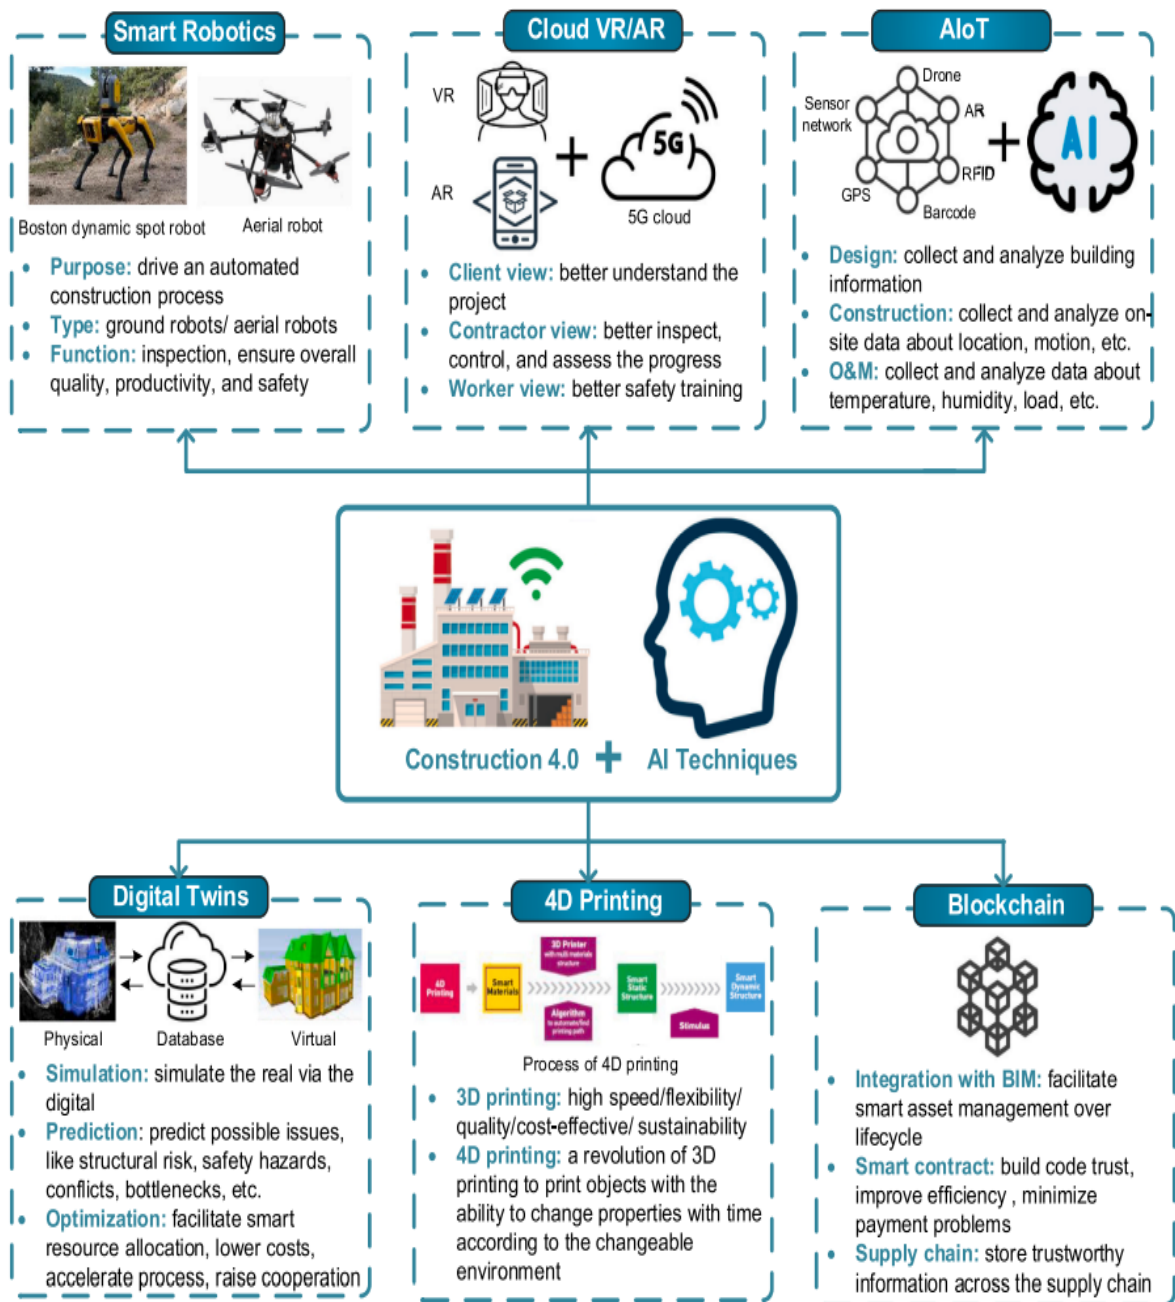 Smart Robotics
Boston dynamic spot robot
Aerial robot
• Purpose: drive an automated
construction process
• Type: ground robots/ aerial robots
• Function: inspection, ensure overall
quality, productivity, and safety
Cloud VR/AR
VR
AR
5G
5G cloud
• Client view: better understand the
project
• Contractor view: better inspect,
control, and assess the progress
• Worker view: better safety training
AIoT
Drone
Sensor
network
AR
RFID
GPS
Barcode
AI
• Design: collect and analyze building
information
• Construction: collect and analyze on-
site data about location, motion, etc.
• O&M: collect and analyze data about
temperature, humidity, load, etc.
Construction 4.0 + AI Techniques
Digital Twins
Physical
Database
Virtual
• Simulation: simulate the real via the
digital
• Prediction: predict possible issues,
like structural risk, safety hazards,
conflicts, bottlenecks, etc.
• Optimization: facilitate smart
resource allocation, lower costs,
accelerate process, raise cooperation
4D Printing
4D
Printing
Smart
Materials
3D Printer
with multi materials
structure
Algorithm
to automate/find
printing path
Smart
Static
Structure
Stimulus
Smart
Dynamic
Structure
Process of 4D printing
• 3D printing: high speed/flexibility/
quality/cost-effective/ sustainability
• 4D printing: a revolution of 3D
printing to print objects with the
ability to change properties with time
according to the changeable
environment
Blockchain
• Integration with BIM: facilitate
smart asset management over
lifecycle
• Smart contract: build code trust,
improve efficiency , minimize
payment problems
• Supply chain: store trustworthy
information across the supply chain